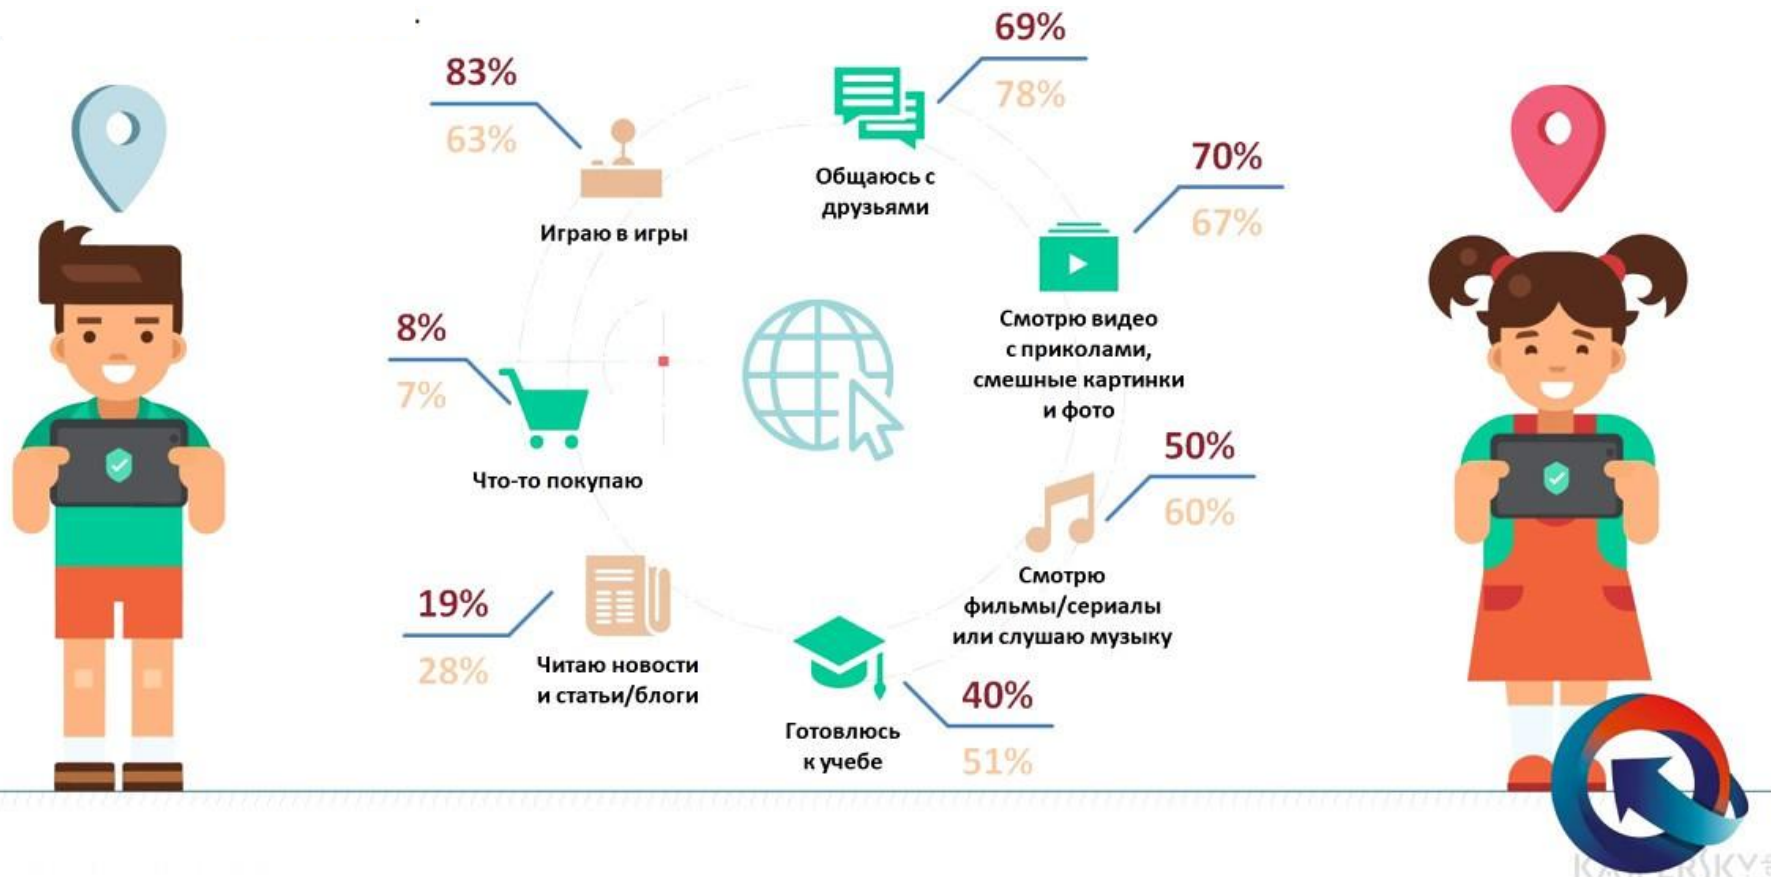 69%
78%
83%
63%
Общаюсь с
друзьями
70%
67%
Играю в игры
Смотрю видео
с приколами,
смешные картинки
и фото
8%
7%
Что-то покупаю
50%
60%
Смотрю
фильмы/сериалы
или слушаю музыку
19%
28%
Читаю новости
и статьи/блоги
40%
51%
Готовлюсь
к учебе